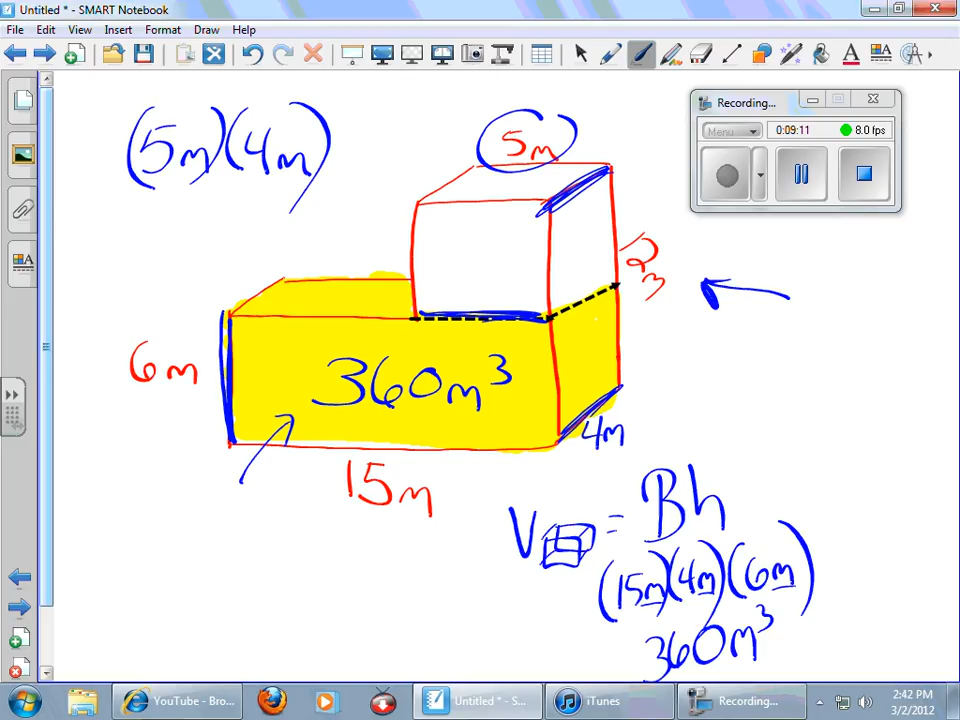 Untitled * - SMART Notebook
File Edit View Insert Format Draw Help
Recording...
Menu
0:09:11
8.0 fps
(5m)(4m)
5m
6m
360m³
15m
4m
V = Bh
(15m)(4m)(6m)
360m³
YouTube - Bro...
Untitled * - S...
iTunes
Recording...
2:42 PM
3/2/2012